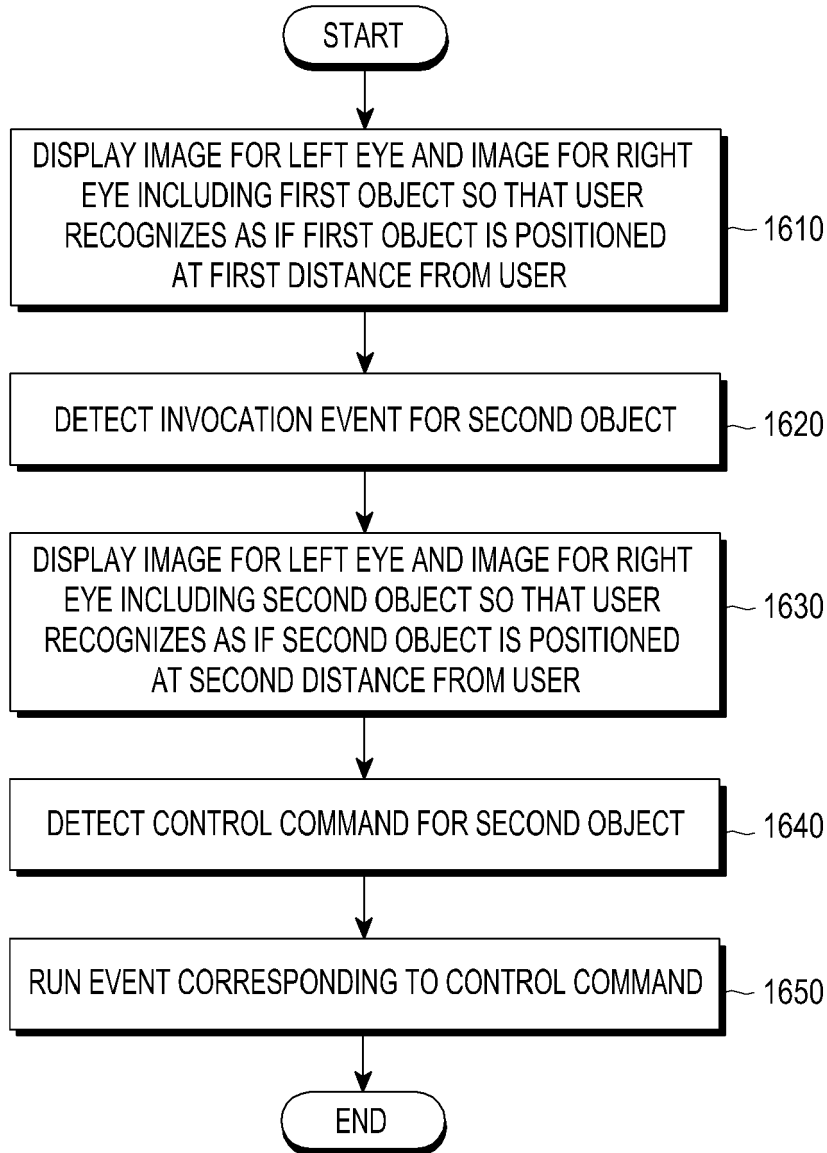 START
DISPLAY IMAGE FOR LEFT EYE AND IMAGE FOR RIGHT
EYE INCLUDING FIRST OBJECT SO THAT USER
RECOGNIZES AS IF FIRST OBJECT IS POSITIONED
AT FIRST DISTANCE FROM USER
1610
DETECT INVOCATION EVENT FOR SECOND OBJECT
1620
DISPLAY IMAGE FOR LEFT EYE AND IMAGE FOR RIGHT
EYE INCLUDING SECOND OBJECT SO THAT USER
RECOGNIZES AS IF SECOND OBJECT IS POSITIONED
AT SECOND DISTANCE FROM USER
1630
DETECT CONTROL COMMAND FOR SECOND OBJECT
1640
RUN EVENT CORRESPONDING TO CONTROL COMMAND
1650
END